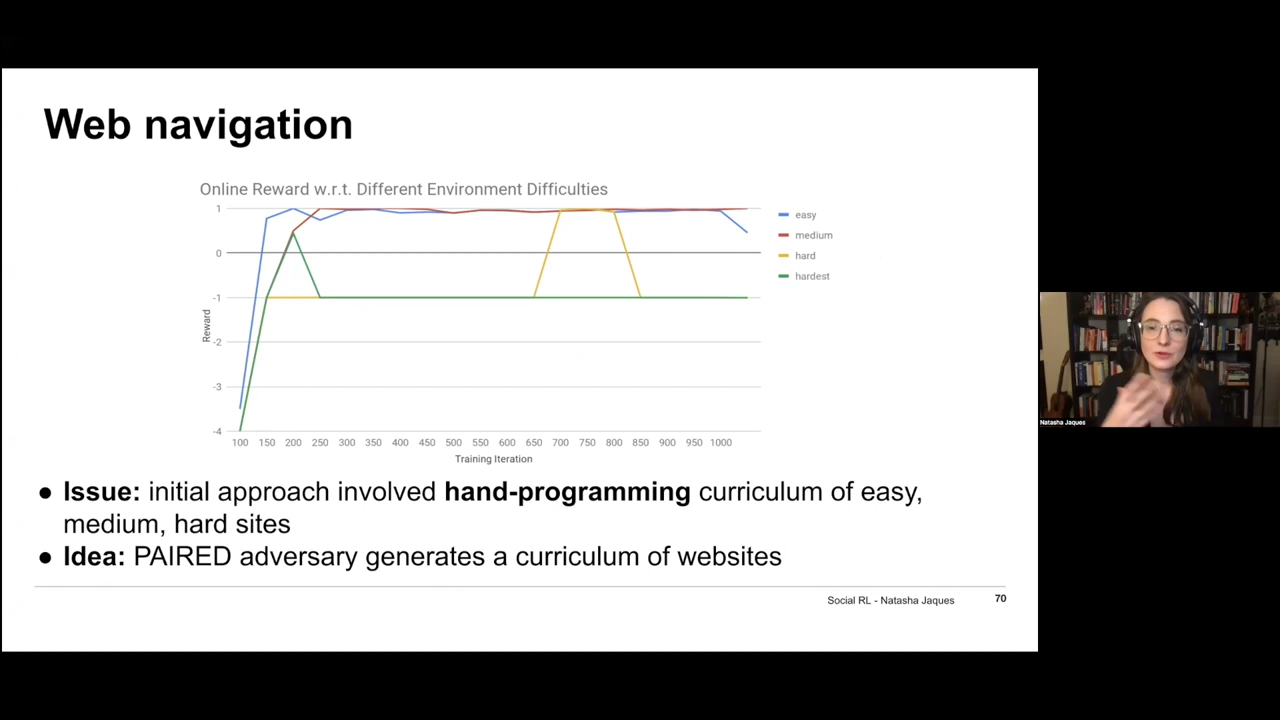 Web navigation
Online Reward w.r.t. Different Environment Difficulties
1
0
-1
-2
-3
-4
Reward
100 150 200 250 300 350 400 450 500 550 600 650 700 750 800 850 900 950 1000
Training Iteration
easy
medium
hard
hardest
● Issue: initial approach involved hand-programming curriculum of easy,
medium, hard sites
● Idea: PAIRED adversary generates a curriculum of websites
Social RL - Natasha Jaques
70
Natasha Jaques